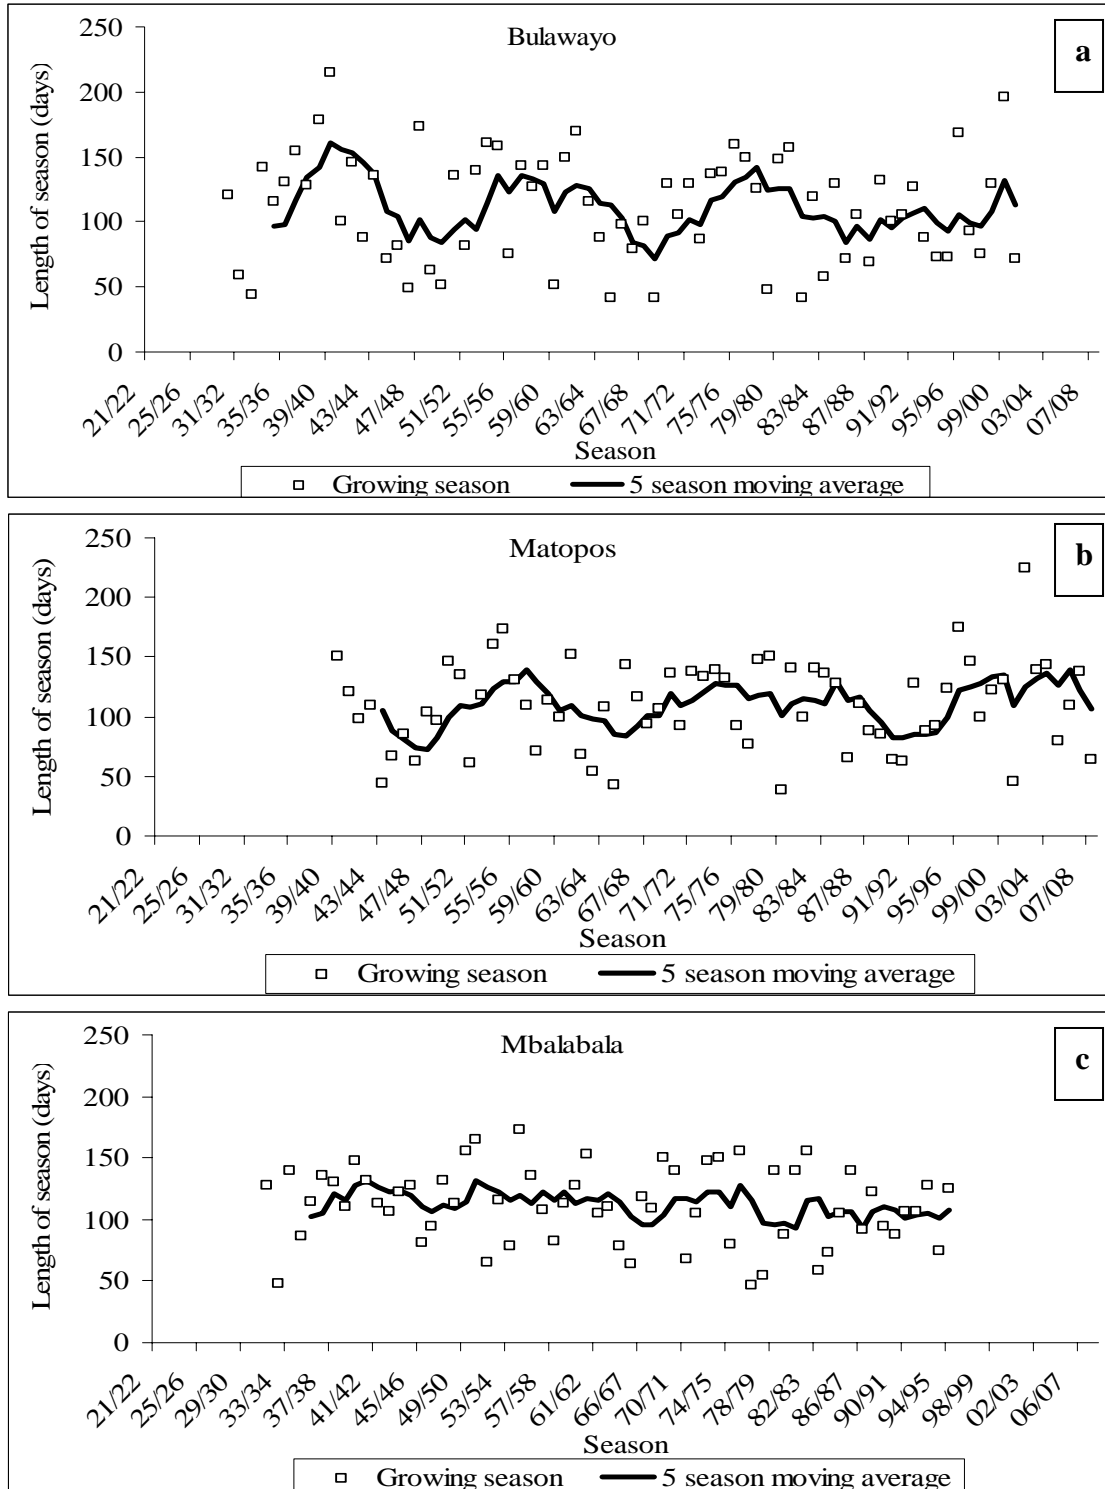 Bulawayo
a
Length of season (days)
250
200
150
100
50
0
21/22 25/26 31/32 35/36 39/40 43/44 47/48 51/52 55/56 59/60 63/64 67/68 71/72 75/76 79/80 83/84 87/88 91/92 95/96 99/00 03/04 07/08
Season
Growing season 5 season moving average
Matopos
b
Length of season (days)
250
200
150
100
50
0
21/22 25/26 31/32 35/36 39/40 43/44 47/48 51/52 55/56 59/60 63/64 67/68 71/72 75/76 79/80 83/84 87/88 91/92 95/96 99/00 03/04 07/08
Season
Growing season 5 season moving average
Mbalabala
c
Length of season (days)
250
200
150
100
50
0
21/22 25/26 29/30 33/34 37/38 41/42 45/46 49/50 53/54 57/58 61/62 66/67 70/71 74/75 78/79 82/83 86/87 90/91 94/95 98/99 02/03 06/07
Season
Growing season 5 season moving average